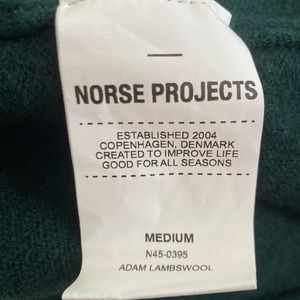 NORSE PROJECTS
ESTABLISHED 2004
COPENHAGEN, DENMARK
CREATED TO IMPROVE LIFE
GOOD FOR ALL SEASONS
MEDIUM
N45-0395
ADAM LAMBSWOOL